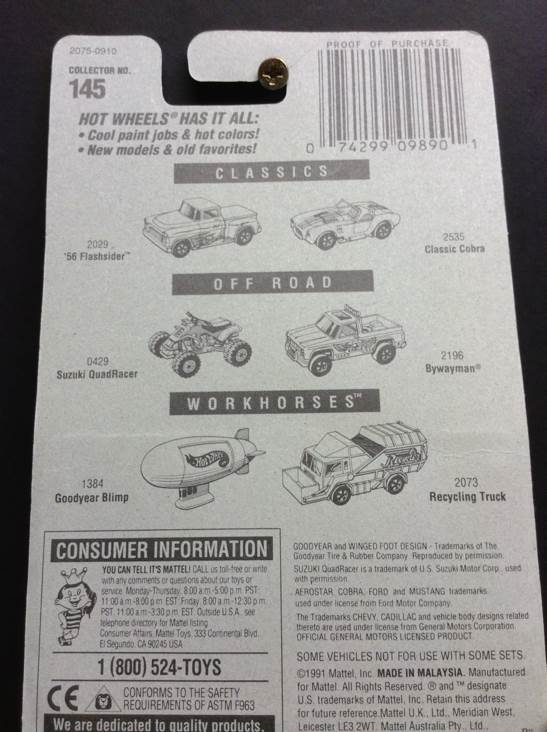 2075-0910
COLLECTOR NO.
145
PROOF OF PURCHASE
HOT WHEELS® HAS IT ALL:
• Cool paint jobs & hot colors!
• New models & old favorites!
0 74299 09890 1
CLASSICS
2029
'56 Flashsider™
2535
Classic Cobra
OFF ROAD
0429
Suzuki QuadRacer
2196
Bywayman®
WORKHORSES™
Hot Wheels
1384
Goodyear Blimp
2073
Recycling Truck
CONSUMER INFORMATION
YOU CAN TELL IT'S MATTEL! CALL us toll-free or write
with any comments or questions about our toys or
service. Monday-Thursday: 8:00 a.m.-5:00 p.m. PST:
11:00 a.m.-8:00 p.m. EST. Friday: 8:00 a.m.-12:30 p.m.
PST, 11:00 a.m.-3:30 p.m. EST. Outside U.S.A., see
telephone directory for Mattel listing.
Consumer Affairs, Mattel Toys, 333 Continental Blvd.
El Segundo, CA 90245 USA
1 (800) 524-TOYS
CE
CONFORMS TO THE SAFETY
REQUIREMENTS OF ASTM F963
We are dedicated to quality products.
GOODYEAR and WINGED FOOT DESIGN - Trademarks of The
Goodyear Tire & Rubber Company. Reproduced by permission.
SUZUKI QuadRacer is a trademark of U.S. Suzuki Motor Corp., used
with permission.
AEROSTAR, COBRA, FORD and MUSTANG trademarks
used under license from Ford Motor Company.
The Trademarks CHEVY, CADILLAC and vehicle body designs related
thereto are used under license from General Motors Corporation.
OFFICIAL GENERAL MOTORS LICENSED PRODUCT.
SOME VEHICLES NOT FOR USE WITH SOME SETS.
©1991 Mattel, Inc. MADE IN MALAYSIA. Manufactured
for Mattel. All Rights Reserved. ® and ™ designate
U.S. trademarks of Mattel, Inc. Retain this address
for future reference: Mattel U.K., Ltd., Meridian West,
Leicester LE3 2WT. Mattel Australia Pty., Ltd.,